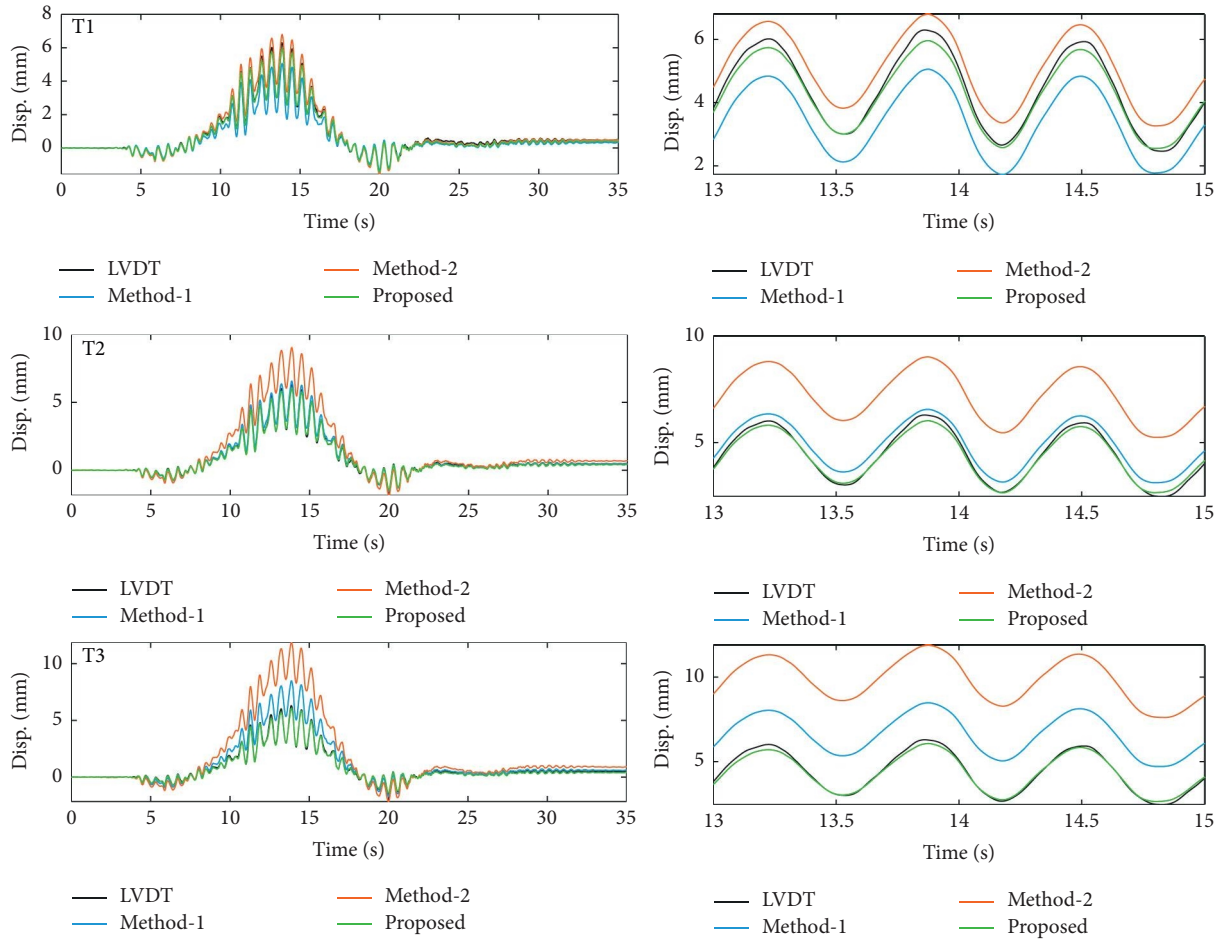 T1
8
6
4
2
0
Disp. (mm)
0 5 10 15 20 25 30 35
Time (s)
LVDT Method-2
Method-1 Proposed
6
4
2
Disp. (mm)
13 13.5 14 14.5 15
Time (s)
LVDT Method-2
Method-1 Proposed
T2
10
5
0
Disp. (mm)
0 5 10 15 20 25 30 35
Time (s)
LVDT Method-2
Method-1 Proposed
10
5
Disp. (mm)
13 13.5 14 14.5 15
Time (s)
LVDT Method-2
Method-1 Proposed
T3
10
5
0
Disp. (mm)
0 5 10 15 20 25 30 35
Time (s)
LVDT Method-2
Method-1 Proposed
10
5
Disp. (mm)
13 13.5 14 14.5 15
Time (s)
LVDT Method-2
Method-1 Proposed